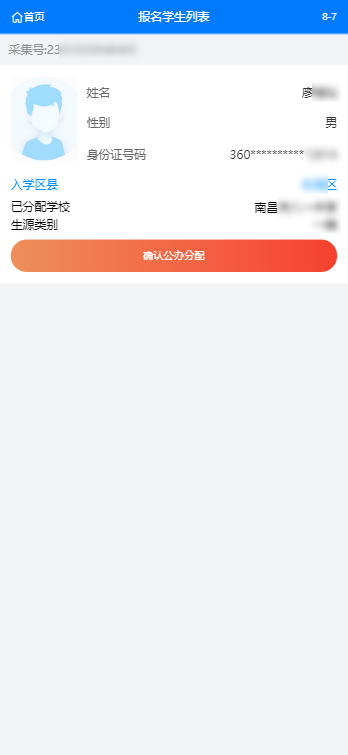 首页 报名学生列表 8-7
采集号:23
姓名 廖
性别 男
身份证号码 360**********
入学区县 区
已分配学校 南昌
生源类别
确认公办分配